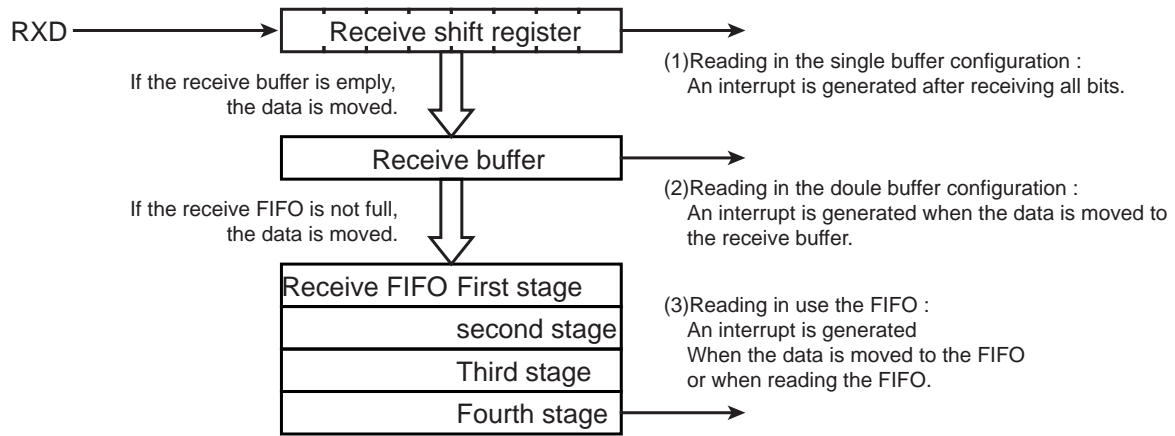 RXD
Receive shift register
(1)Reading in the single buffer configuration :
An interrupt is generated after receiving all bits.
If the receive buffer is emply,
the data is moved.
Receive buffer
(2)Reading in the doule buffer configuration :
An interrupt is generated when the data is moved to
the receive buffer.
If the receive FIFO is not full,
the data is moved.
Receive FIFO First stage
second stage
Third stage
Fourth stage
(3)Reading in use the FIFO :
An interrupt is generated
When the data is moved to the FIFO
or when reading the FIFO.